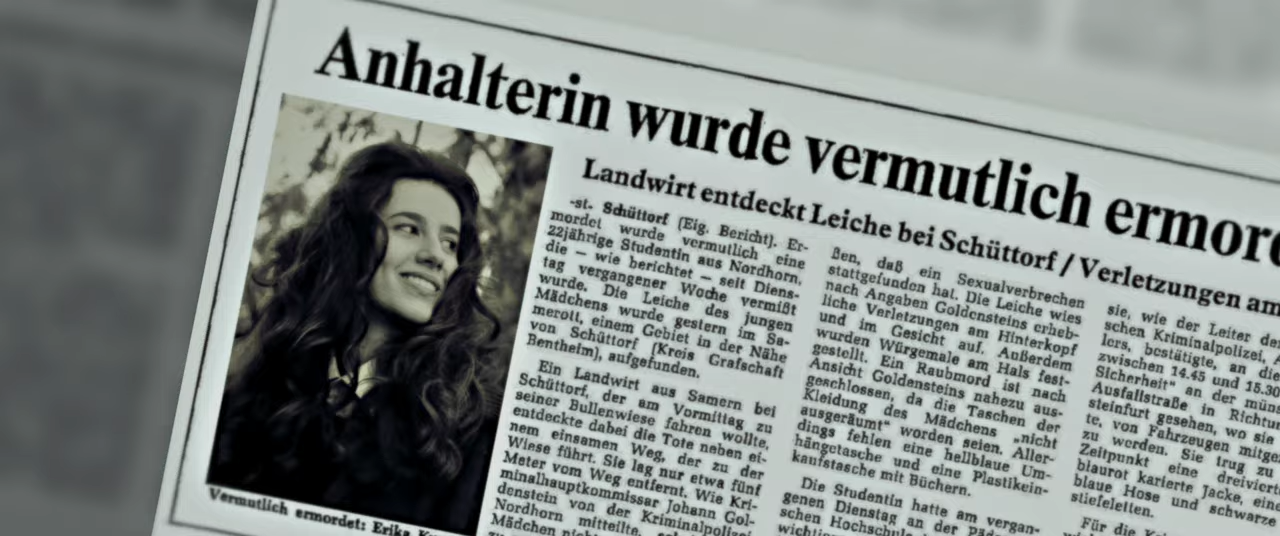 Anhalterin wurde vermutlich ermor
Landwirt entdeckt Leiche bei Schüttorf / Verletzungen am
-st- Schüttorf (Eig. Bericht). Er-
mordet wurde vermutlich eine
22jährige Studentin aus Nordhorn,
die — wie berichtet — seit Diens-
tag vergangener Woche vermißt
wurde. Die Leiche des jungen
Mädchens wurde gestern im Sa-
merott, einem Gebiet in der Nähe
von Schüttorf (Kreis Grafschaft
Bentheim), aufgefunden.
Ein Landwirt aus Samern bei
Schüttorf, der am Vormittag zu
seiner Bullenwiese fahren wollte,
entdeckte dabei die Tote neben ei-
nem einsamen Weg, der zu der
Wiese führt. Sie lag nur etwa fünf
Meter vom Weg entfernt. Wie Kri-
minalhauptkommissar Johann Gol-
denstein von der Kriminalpolizei
Nordhorn mitteilte,
Mädchen
ßen, daß ein Sexualverbrechen
stattgefunden hat. Die Leiche wies
nach Angaben Goldensteins erheb-
liche Verletzungen am Hinterkopf
und im Gesicht auf. Außerdem
wurden Würgemale am Hals fest-
gestellt. Ein Raubmord ist nach
Ansicht Goldensteins nahezu aus-
geschlossen, da die Taschen der
Kleidung des Mädchens „nicht
ausgeräumt" worden seien. Aller-
dings fehlen eine hellblaue Um-
hängetasche und eine Plastikein-
kaufstasche mit Büchern.
Die Studentin hatte am vergan-
genen Dienstag an der
schen Hochschule
sie, wie der Leiter der
schen Kriminalpolizei,
lers, bestätigte, an die
zwischen 14.45 und 15.30
Sicherheit" an der mün
Ausfallstraße in Richtun
steinfurt gesehen, wo sie
te, von Fahrzeugen mitge
zu werden. Sie trug zu
Zeitpunkt eine dreivierte
blaurot karierte Jacke, eine
blaue Hose und schwarze
stiefeletten.
Für die
Vermutlich ermordet: Erika